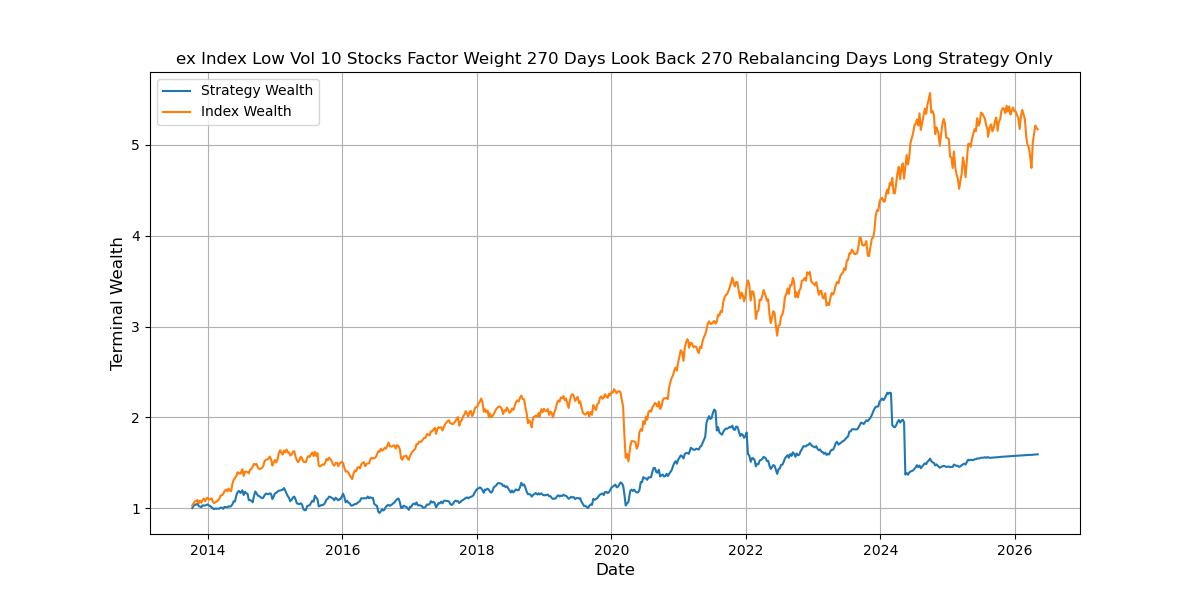 ex Index Low Vol 10 Stocks Factor Weight 270 Days Look Back 270 Rebalancing Days Long Strategy Only
Strategy Wealth
Index Wealth
Terminal Wealth
5
4
3
2
1
2014 2016 2018 2020 2022 2024 2026
Date